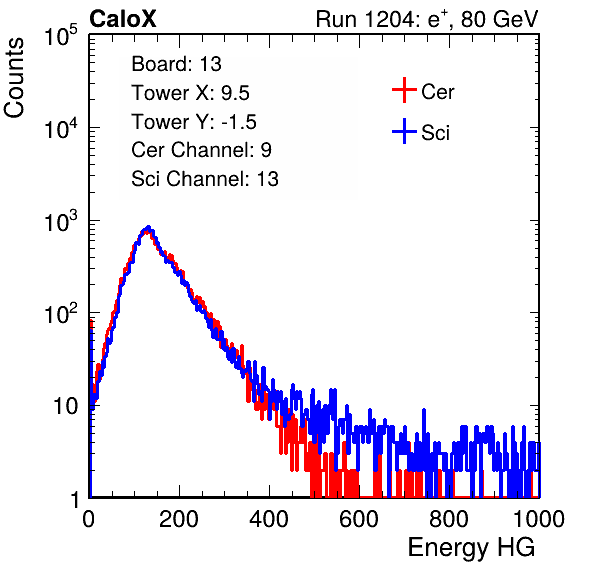 CaloX Run 1204: e⁺, 80 GeV
Counts
Board: 13
Tower X: 9.5
Tower Y: -1.5
Cer Channel: 9
Sci Channel: 13
Cer
Sci
10⁵
10⁴
10³
10²
10
1
0 200 400 600 800 1000
Energy HG